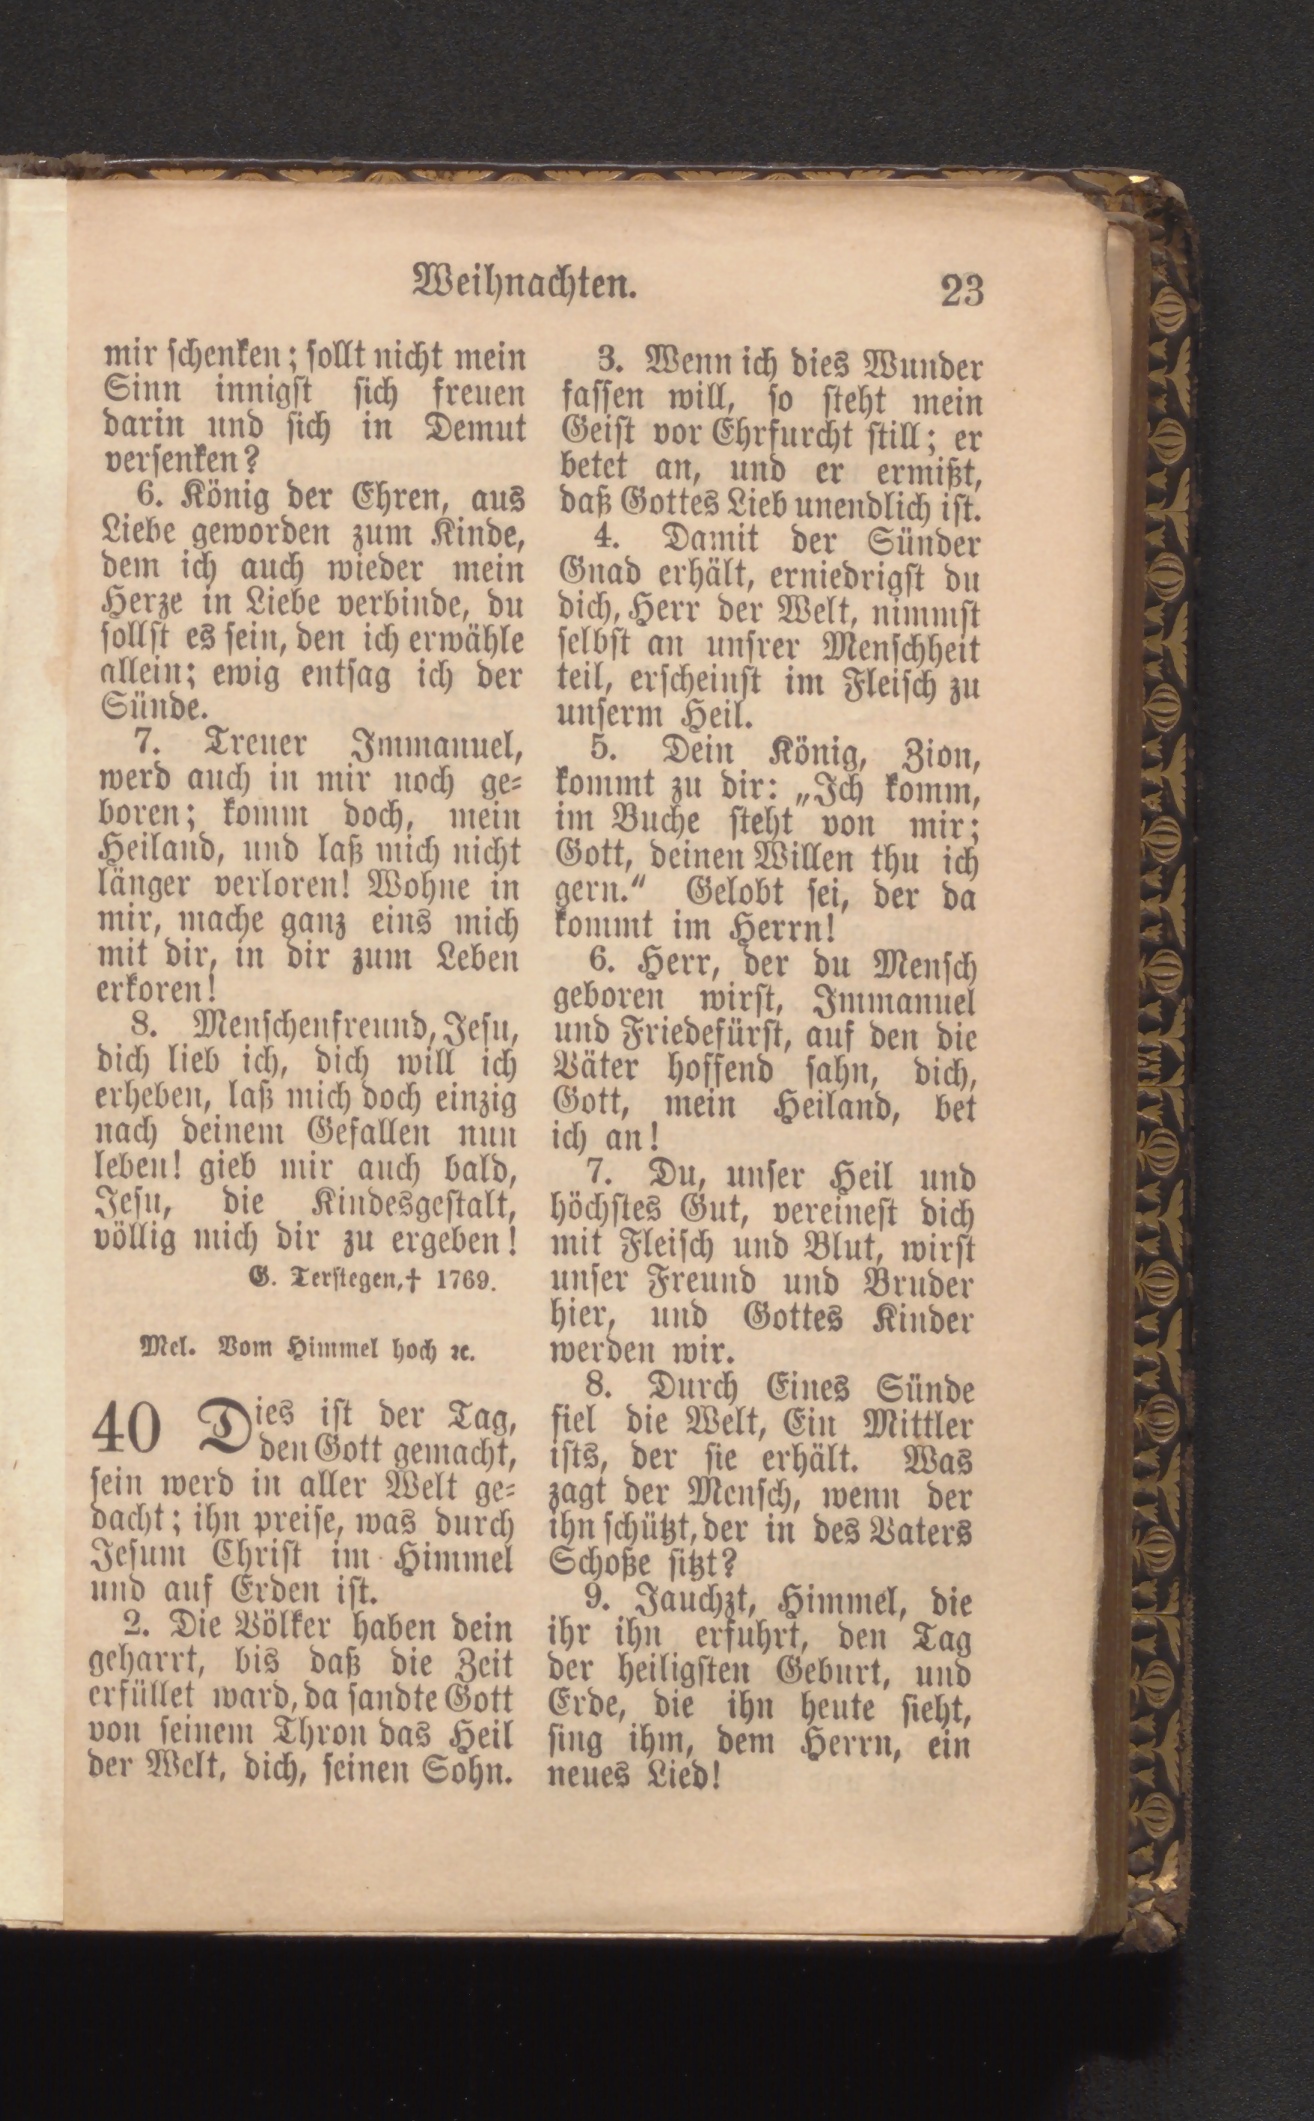 Weihnachten.
23
mir schenken; sollt nicht mein
Sinn innigst sich freuen
darin und sich in Demut
versenken?
6. König der Ehren, aus
Liebe geworden zum Kinde,
dem ich auch wieder mein
Herze in Liebe verbinde, du
sollst es sein, den ich erwähle
allein; ewig entsag ich der
Sünde.
7. Treuer Immanuel,
werd auch in mir noch ge-
boren; komm doch, mein
Heiland, und laß mich nicht
länger verloren! Wohne in
mir, mache ganz eins mich
mit dir, in dir zum Leben
erkoren!
8. Menschenfreund, Jesu,
dich lieb ich, dich will ich
erheben, laß mich doch einzig
nach deinem Gefallen nun
leben! gieb mir auch bald,
Jesu, die Kindesgestalt,
völlig mich dir zu ergeben!
G. Terstegen, † 1769.
Mel. Vom Himmel hoch ꝛc.
40 Dies ist der Tag,
den Gott gemacht,
sein werd in aller Welt ge-
dacht; ihn preise, was durch
Jesum Christ im Himmel
und auf Erden ist.
2. Die Völker haben dein
geharrt, bis daß die Zeit
erfüllet ward, da sandte Gott
von seinem Thron das Heil
der Welt, dich, seinen Sohn.
3. Wenn ich dies Wunder
fassen will, so steht mein
Geist vor Ehrfurcht still; er
betet an, und er ermißt,
daß Gottes Lieb unendlich ist.
4. Damit der Sünder
Gnad erhält, erniedrigst du
dich, Herr der Welt, nimmst
selbst an unsrer Menschheit
teil, erscheinst im Fleisch zu
unserm Heil.
5. Dein König, Zion,
kommt zu dir: „Ich komm,
im Buche steht von mir;
Gott, deinen Willen thu ich
gern.“ Gelobt sei, der da
kommt im Herrn!
6. Herr, der du Mensch
geboren wirst, Immanuel
und Friedefürst, auf den die
Väter hoffend sahn, dich,
Gott, mein Heiland, bet
ich an!
7. Du, unser Heil und
höchstes Gut, vereinest dich
mit Fleisch und Blut, wirst
unser Freund und Bruder
hier, und Gottes Kinder
werden wir.
8. Durch Eines Sünde
fiel die Welt, Ein Mittler
ists, der sie erhält. Was
zagt der Mensch, wenn der
ihn schützt, der in des Vaters
Schoße sitzt?
9. Jauchzt, Himmel, die
ihr ihn erfuhrt, den Tag
der heiligsten Geburt, und
Erde, die ihn heute sieht,
sing ihm, dem Herrn, ein
neues Lied!